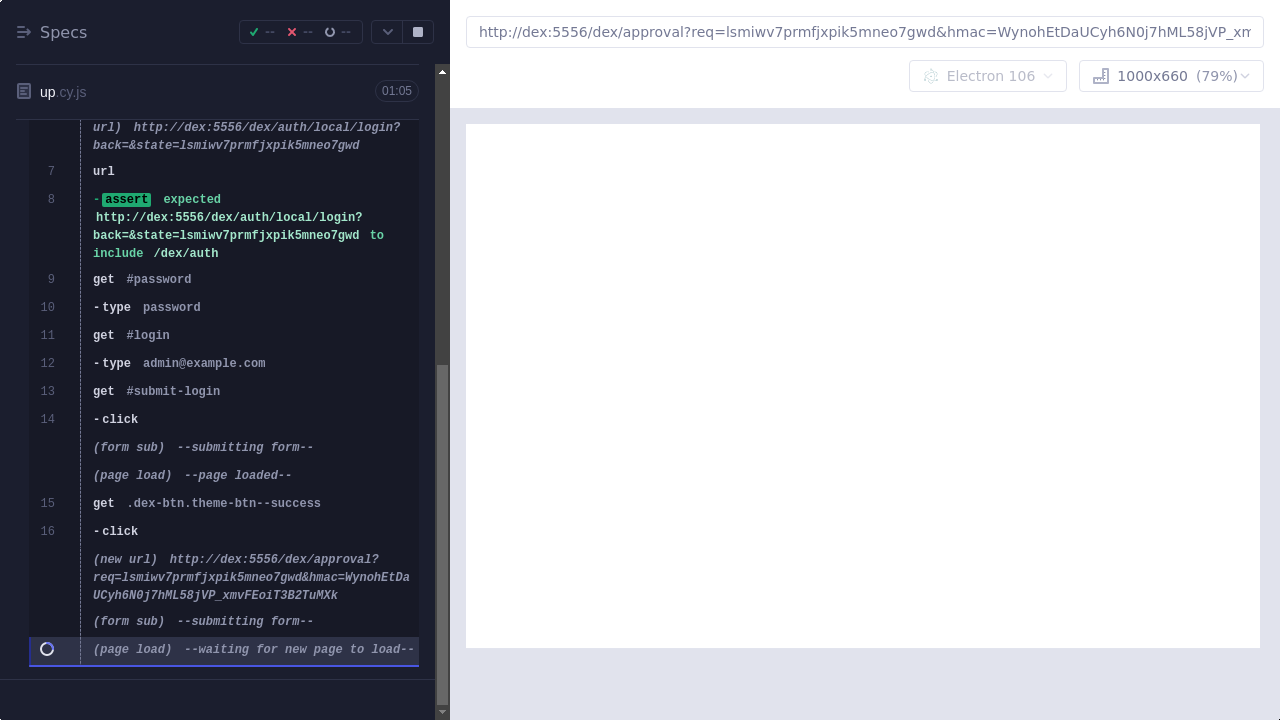 Specs
-- -- --
up.cy.js 01:05
url) http://dex:5556/dex/auth/local/login?
back=&state=lsmiwv7prmfjxpik5mneo7gwd
7 url
8 -assert expected
http://dex:5556/dex/auth/local/login?
back=&state=lsmiwv7prmfjxpik5mneo7gwd to
include /dex/auth
9 get #password
10 -type password
11 get #login
12 -type admin@example.com
13 get #submit-login
14 -click
(form sub) --submitting form--
(page load) --page loaded--
15 get .dex-btn.theme-btn--success
16 -click
(new url) http://dex:5556/dex/approval?
req=lsmiwv7prmfjxpik5mneo7gwd&hmac=WynohEtDa
UCyh6N0j7hML58jVP_xmvFEoiT3B2TuMXk
(form sub) --submitting form--
(page load) --waiting for new page to load--
http://dex:5556/dex/approval?req=lsmiwv7prmfjxpik5mneo7gwd&hmac=WynohEtDaUCyh6N0j7hML58jVP_xm
Electron 106
1000x660 (79%)